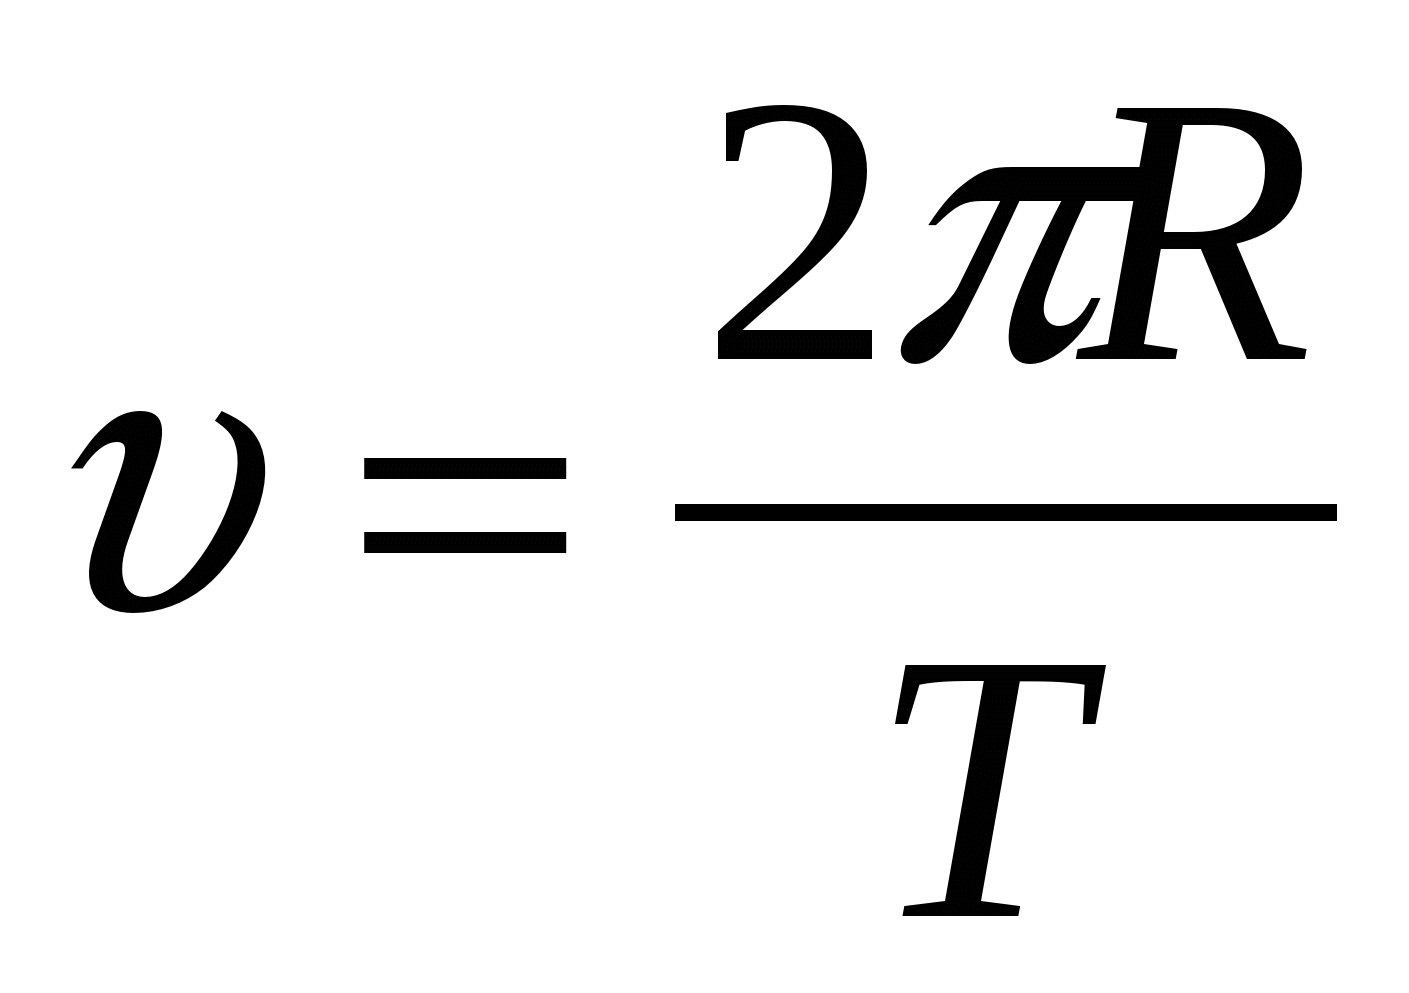 υ = 2πR / T